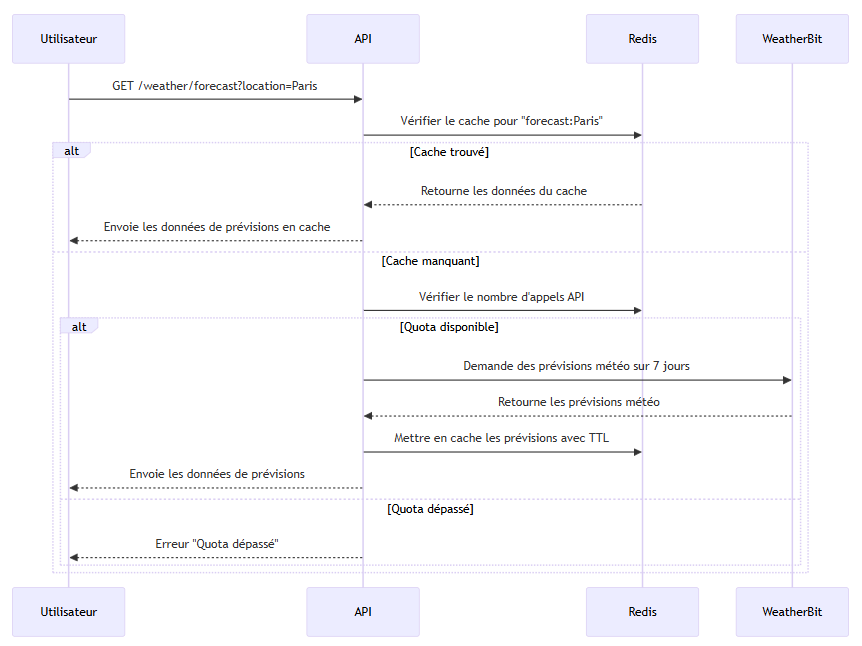 Utilisateur
API
Redis
WeatherBit
GET /weather/forecast?location=Paris
Vérifier le cache pour "forecast:Paris"
alt
[Cache trouvé]
Retourne les données du cache
Envoie les données de prévisions en cache
[Cache manquant]
Vérifier le nombre d'appels API
alt
[Quota disponible]
Demande des prévisions météo sur 7 jours
Retourne les prévisions météo
Mettre en cache les prévisions avec TTL
Envoie les données de prévisions
[Quota dépassé]
Erreur "Quota dépassé"
Utilisateur
API
Redis
WeatherBit